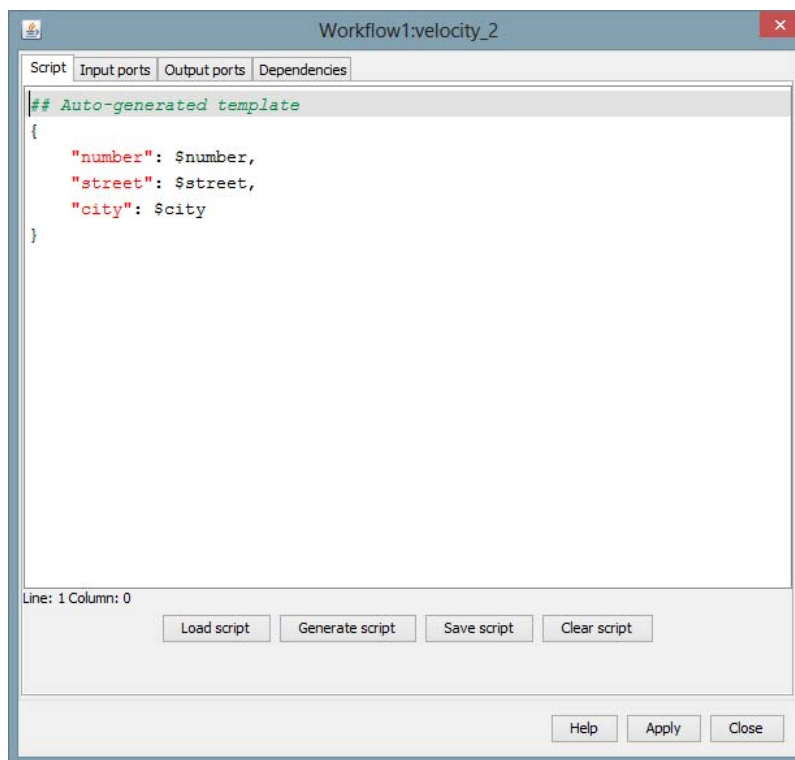 Workflow1:velocity_2
Script Input ports Output ports Dependencies
## Auto-generated template
{
    "number": $number,
    "street": $street,
    "city": $city
}
Line: 1 Column: 0
Load script Generate script Save script Clear script
Help Apply Close